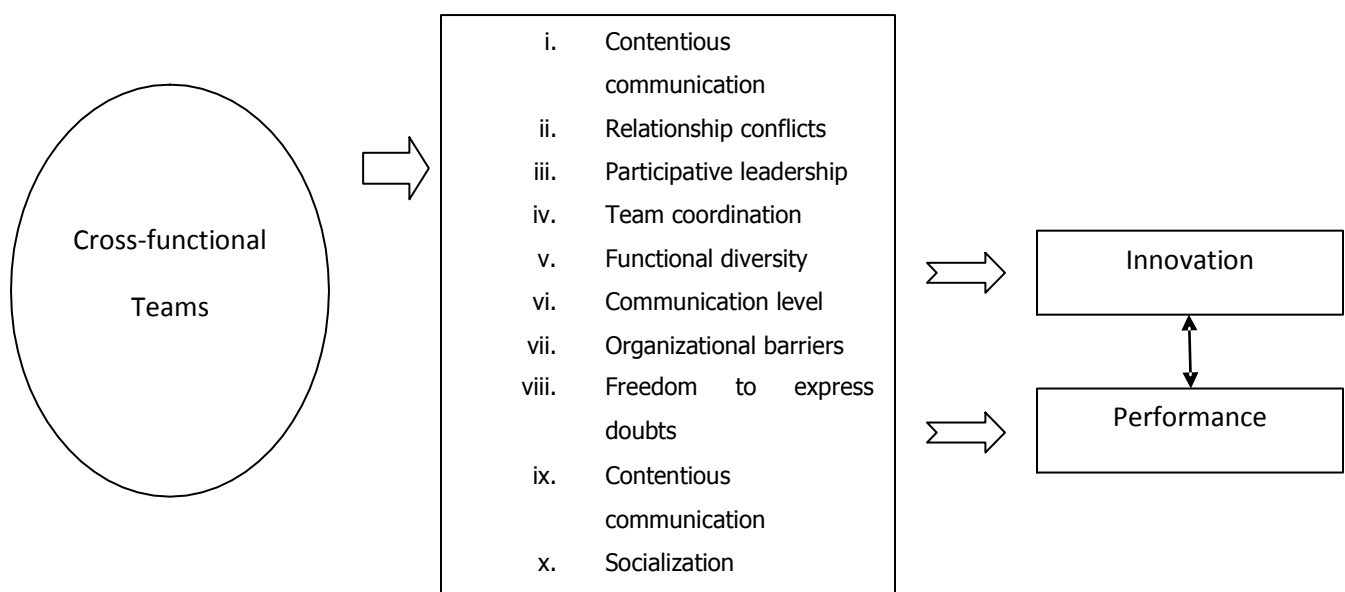 Cross-functional
Teams
i. Contentious
communication
ii. Relationship conflicts
iii. Participative leadership
iv. Team coordination
v. Functional diversity
vi. Communication level
vii. Organizational barriers
viii. Freedom to express
doubts
ix. Contentious
communication
x. Socialization
Innovation
Performance